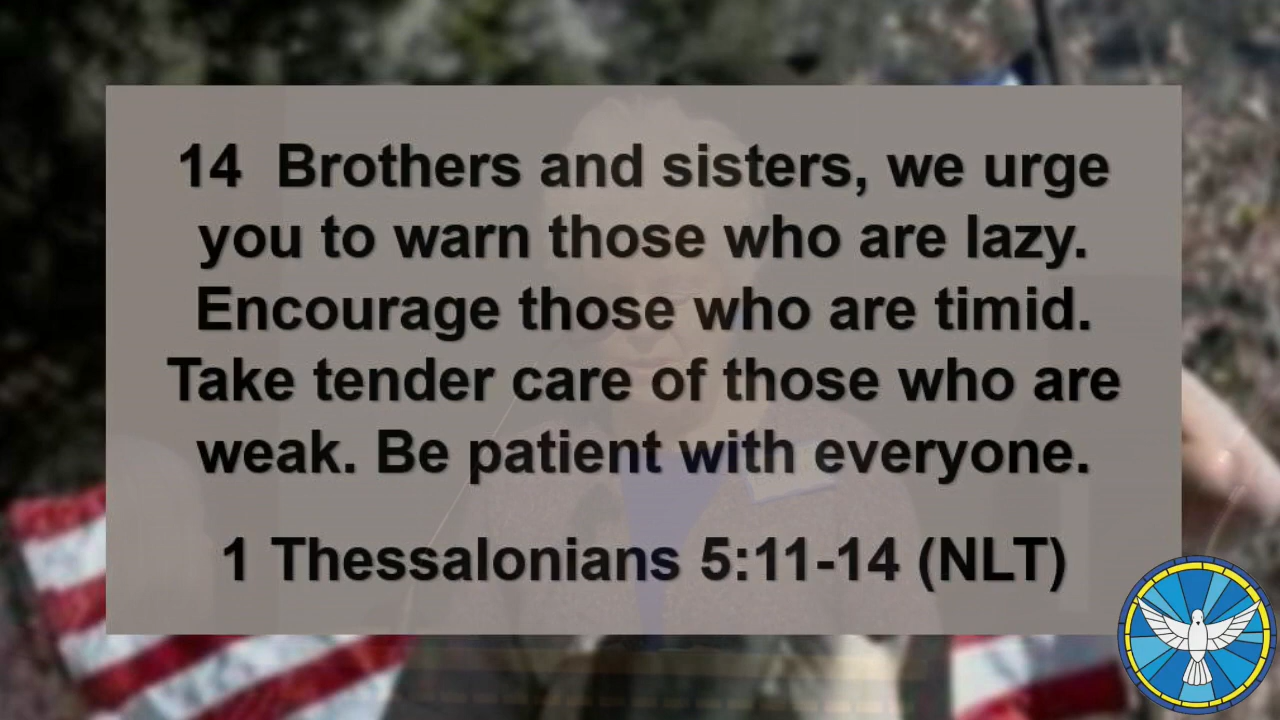 14 Brothers and sisters, we urge
you to warn those who are lazy.
Encourage those who are timid.
Take tender care of those who are
weak. Be patient with everyone.
1 Thessalonians 5:11-14 (NLT)